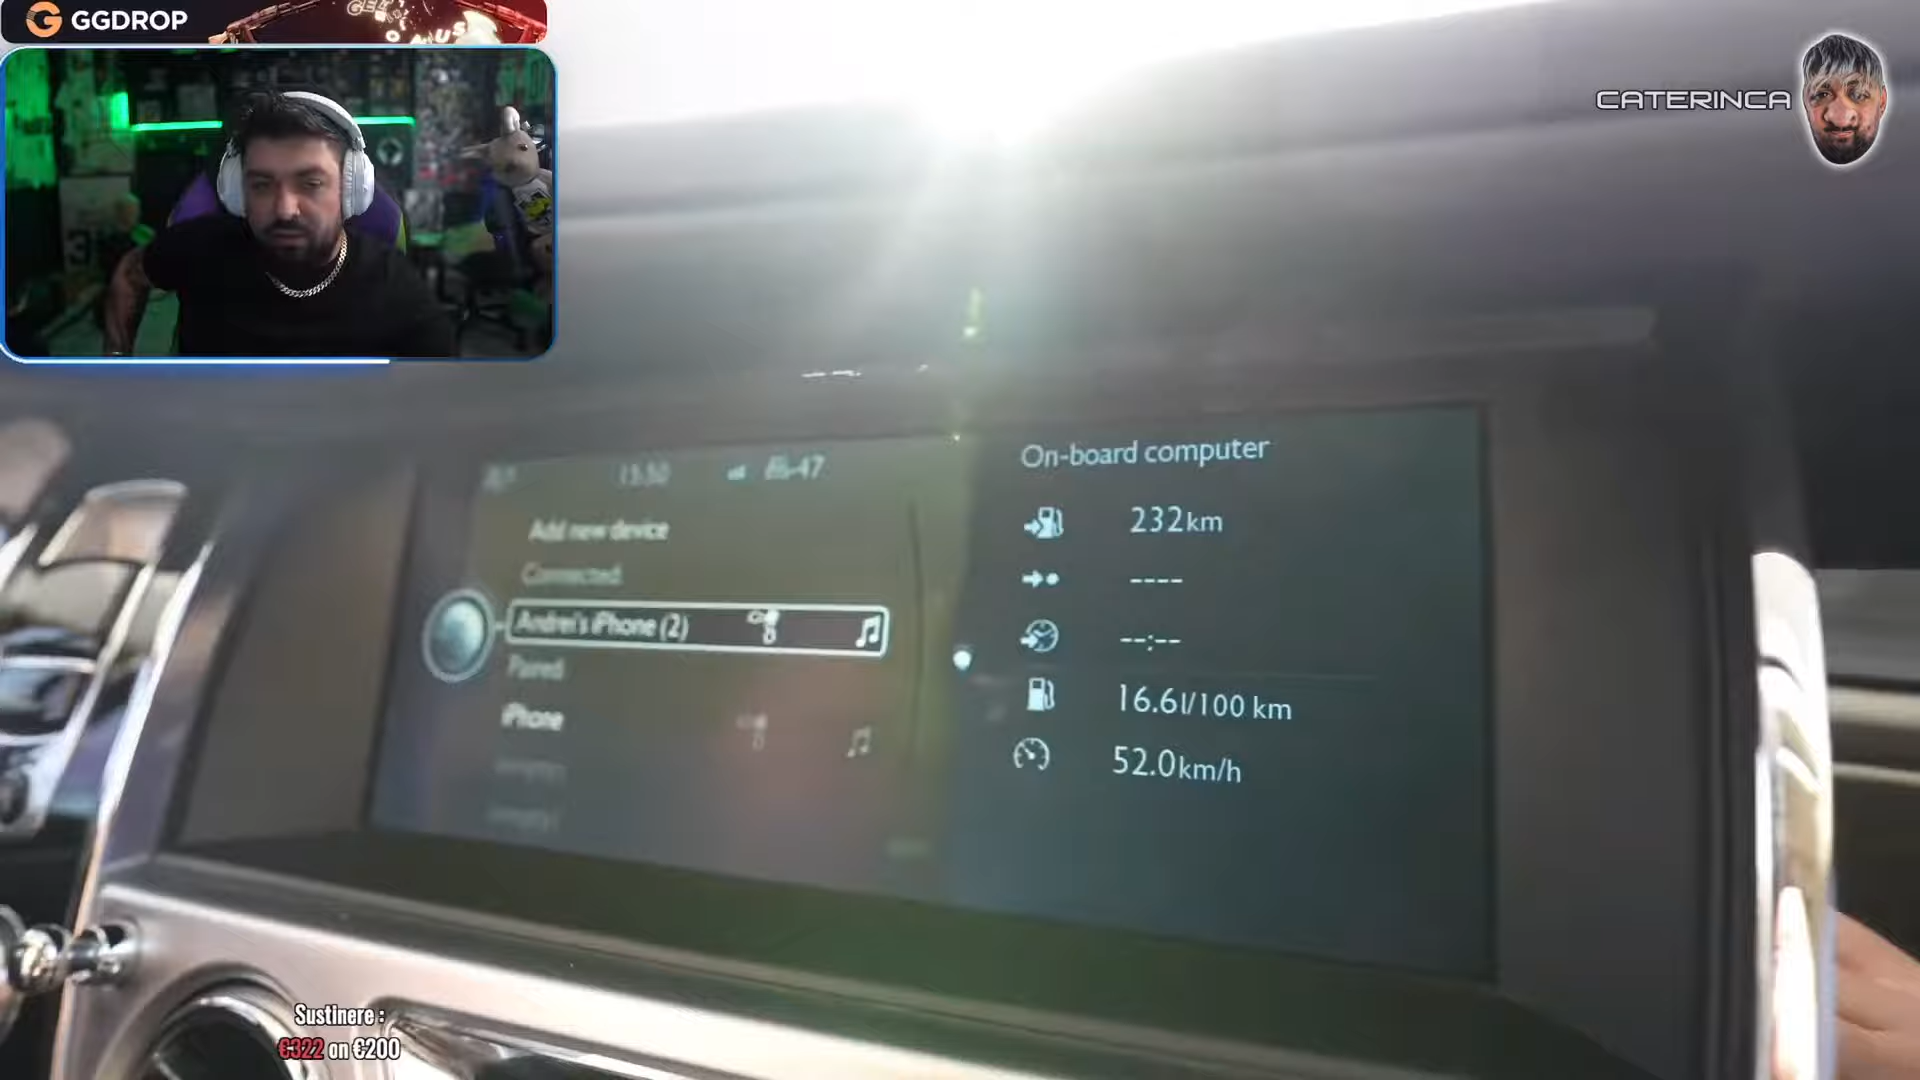 GGDROP
CATERINCA
15:50
On-board computer
232km
Add new device
----
Connected
Andrei's iPhone (2)
--:--
Paired
iPhone
16.6l/100 km
52.0km/h
Sustinere :
€322 on €200